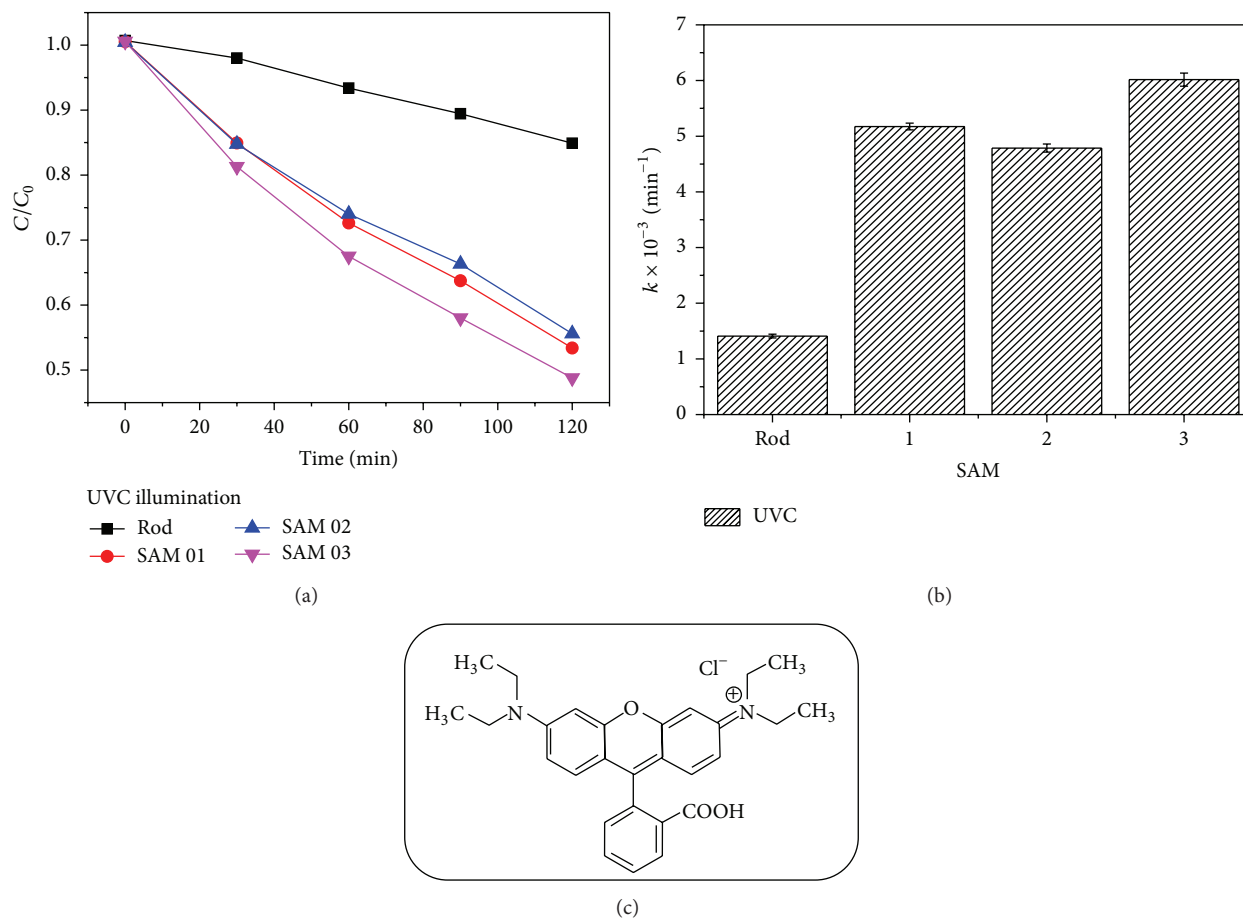 1.0
0.9
0.8
0.7
0.6
0.5
C/C₀
0 20 40 60 80 100 120
Time (min)
UVC illumination
Rod
SAM 01
SAM 02
SAM 03
(a)
7
6
5
4
3
2
1
0
k × 10⁻³ (min⁻¹)
Rod 1 2 3
SAM
UVC
(b)
H₃C
H₃C
N
O
Cl⁻
+
N
CH₃
CH₃
COOH
(c)